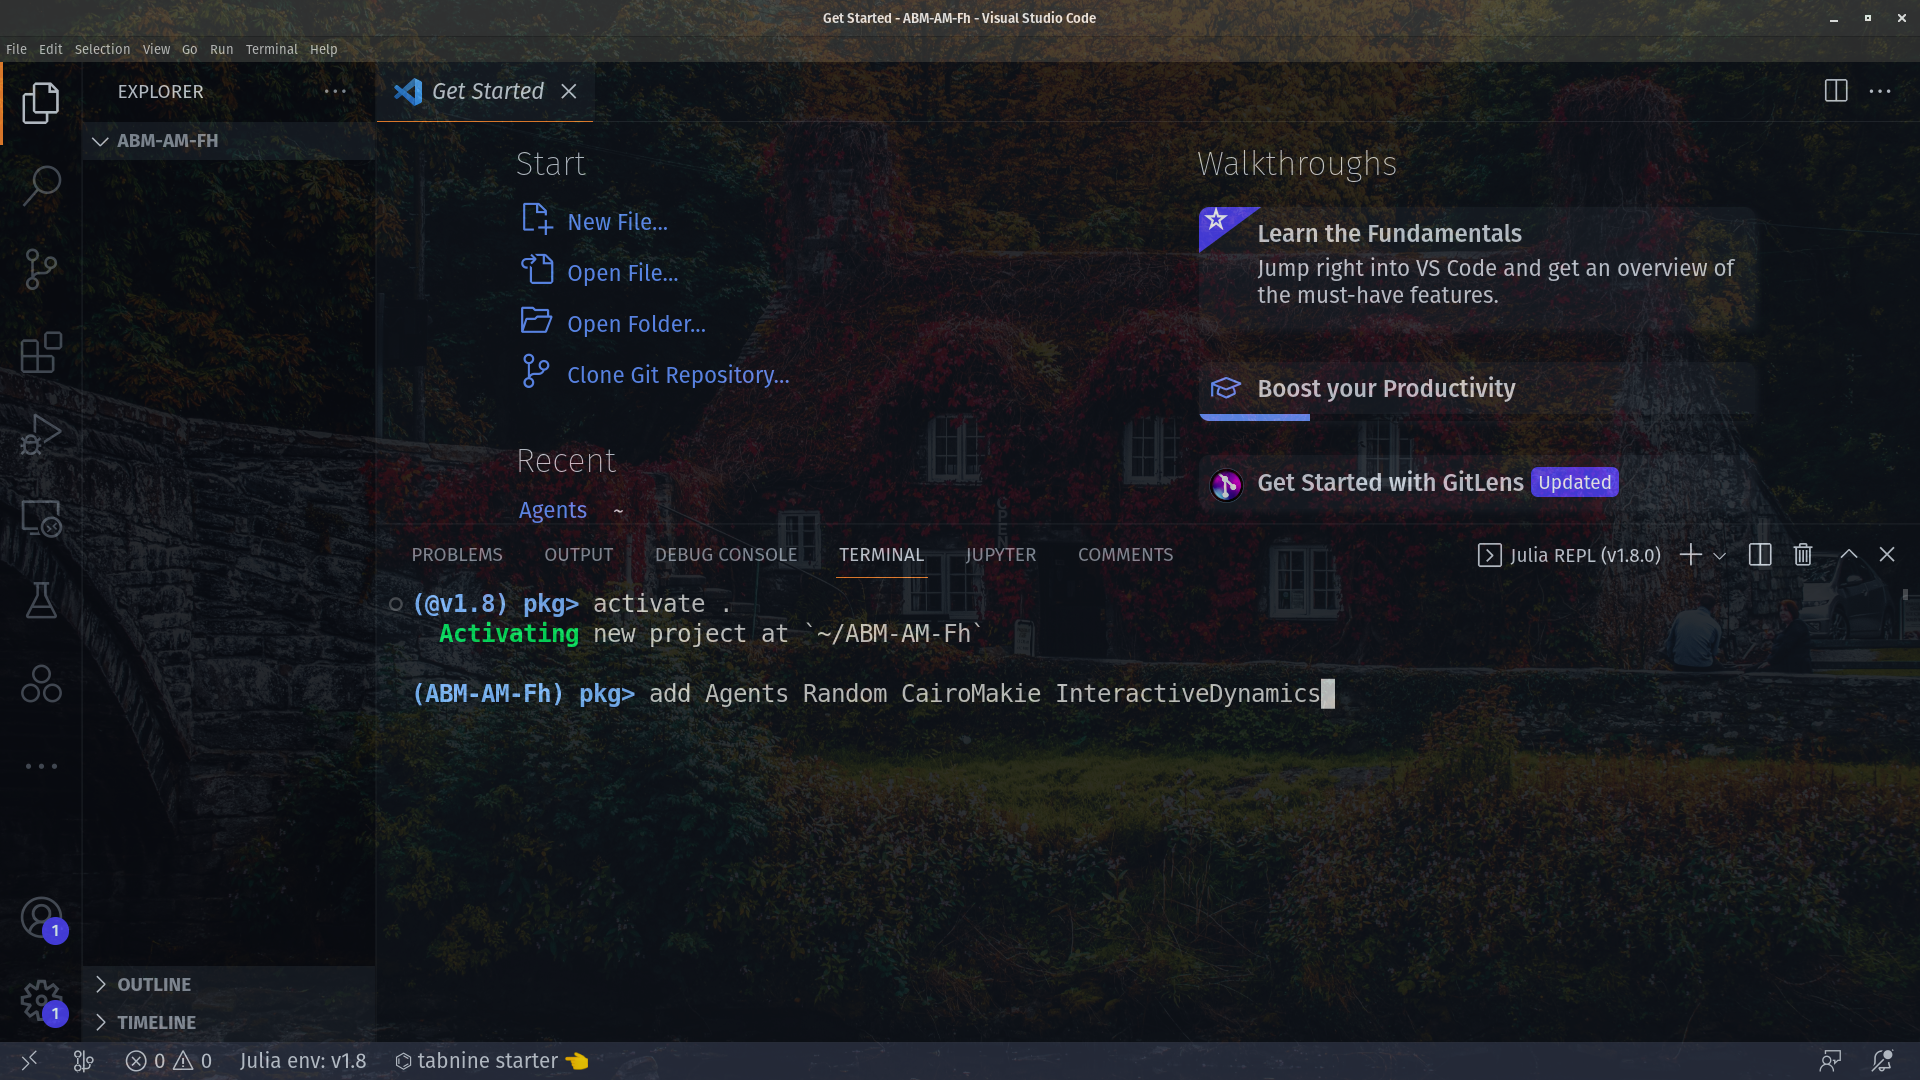 Get Started - ABM-AM-Fh - Visual Studio Code
File Edit Selection View Go Run Terminal Help
EXPLORER
ABM-AM-FH
OUTLINE
TIMELINE
1
1
Get Started
Start
New File...
Open File...
Open Folder...
Clone Git Repository...
Recent
Agents ~
Walkthroughs
Learn the Fundamentals
Jump right into VS Code and get an overview of
the must-have features.
Boost your Productivity
Get Started with GitLens Updated
PROBLEMS OUTPUT DEBUG CONSOLE TERMINAL JUPYTER COMMENTS
Julia REPL (v1.8.0)
(@v1.8) pkg> activate .
Activating new project at `~/ABM-AM-Fh`
(ABM-AM-Fh) pkg> add Agents Random CairoMakie InteractiveDynamics
0 0 Julia env: v1.8 tabnine starter 👈